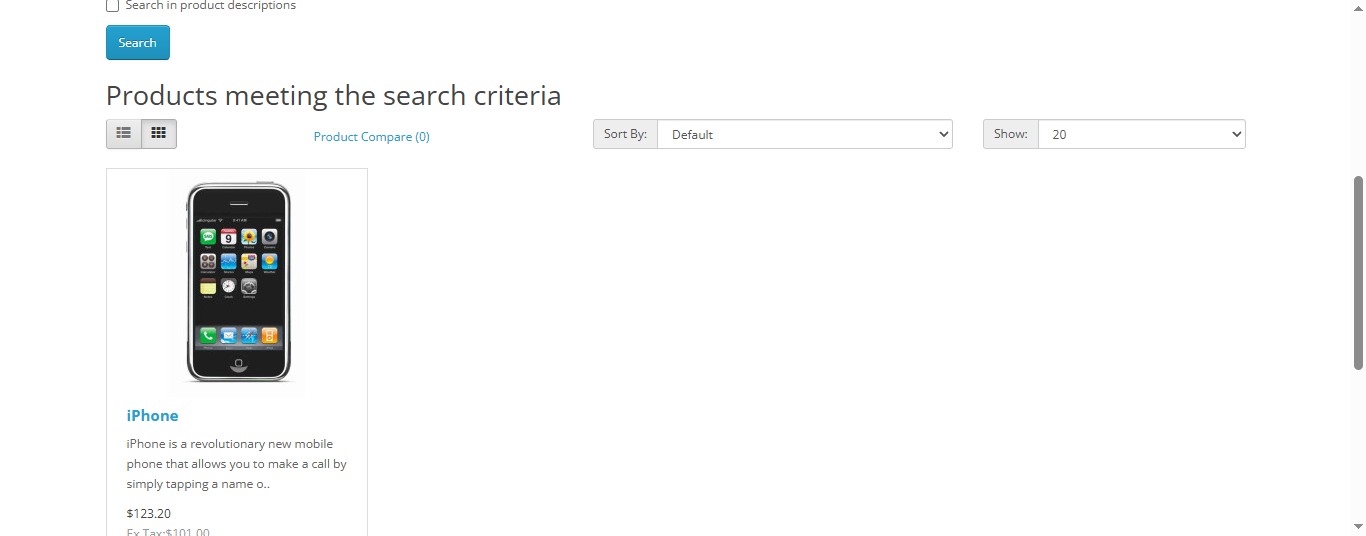 Search in product descriptions
Search
Products meeting the search criteria
Product Compare (0)
Sort By:
Default
Show:
20
9
iPhone
iPhone is a revolutionary new mobile
phone that allows you to make a call by
simply tapping a name o..
$123.20
Ex Tax:$101.00